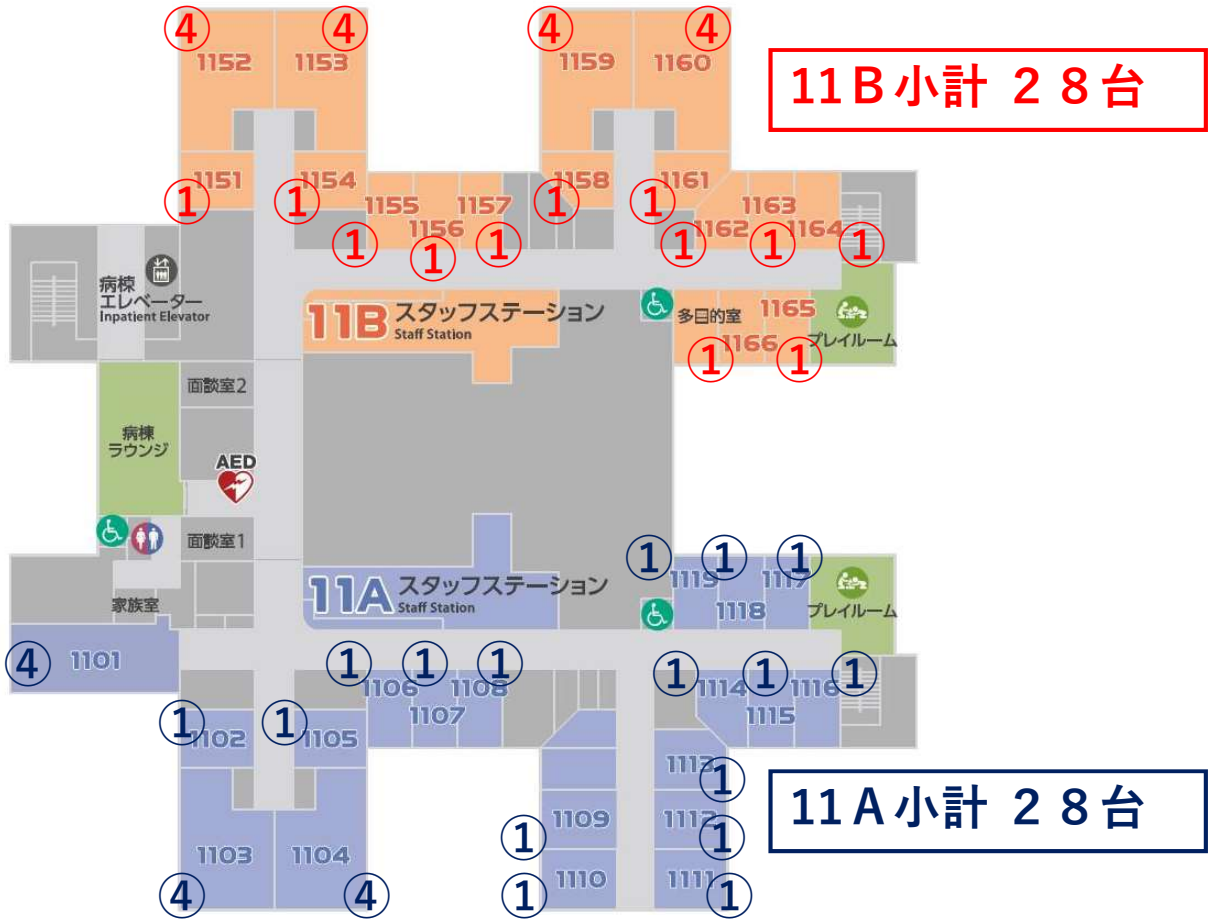 ④ ④ ④ ④
1152 1153 1159 1160
11B小計 28台
1151 1154 1158 1161
① ① ① ①
1155 1157 1163
1156 1162 1164
① ① ① ① ① ①
病棟
エレベーター
Inpatient Elevator
11B スタッフステーション
Staff Station
多目的室 1165
1166 プレイルーム
① ①
面談室2
病棟
ラウンジ
AED
面談室1
11A スタッフステーション
Staff Station
① ① ①
1119 1117
1118 プレイルーム
家族室
④ 1101
① ① ① ① ① ①
1106 1108 1114 1116
1107 1115
① ①
1102 1105
1113 ①
11A小計 28台
① 1109 1112 ①
1103 1104
④ ④
① 1110 1111 ①